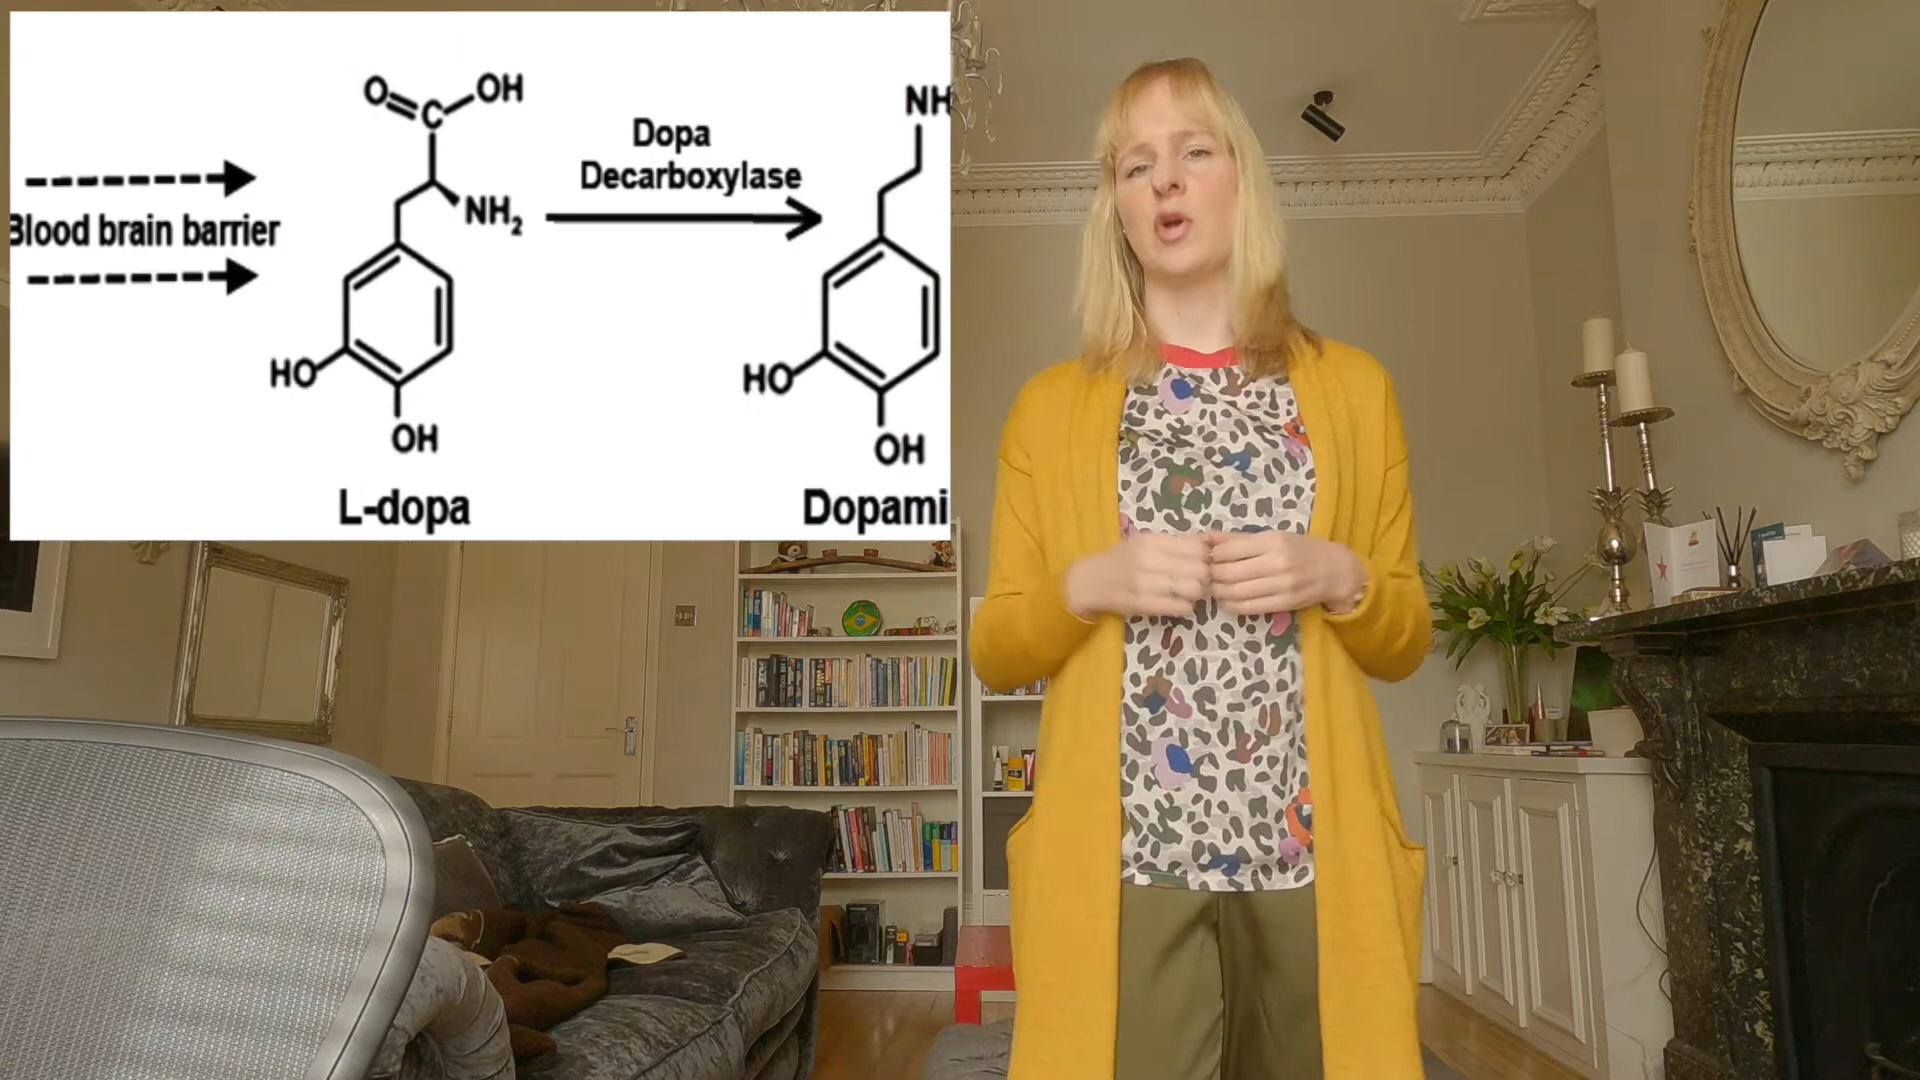 O
C
OH
NH₂
HO
OH
L-dopa
Blood brain barrier
Dopa
Decarboxylase
NH
HO
OH
Dopami